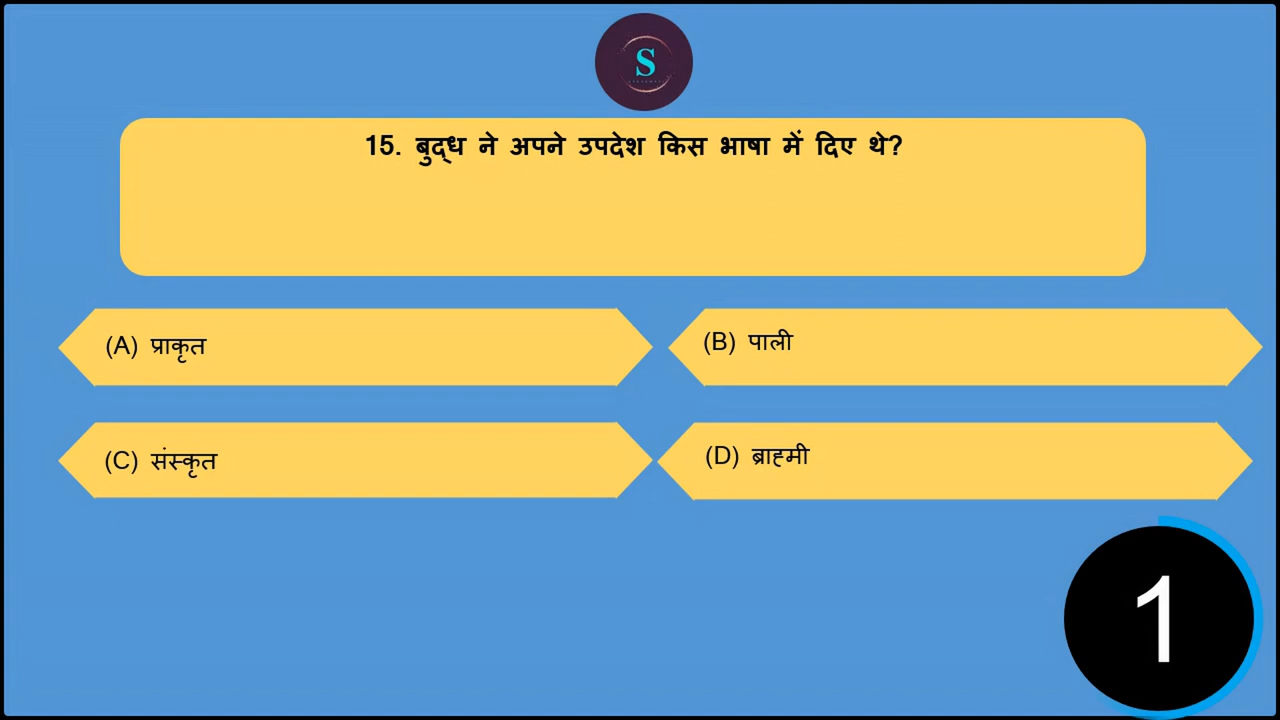 S
15. बुद्ध ने अपने उपदेश किस भाषा में दिए थे?
(A) प्राकृत
(B) पाली
(C) संस्कृत
(D) ब्राह्मी
1